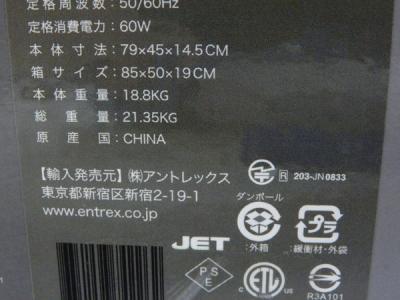 定格周波数：50/60Hz
定格消費電力：60W
本体寸法：79×45×14.5CM
箱サイズ：85×50×19CM
本体重量：18.8KG
総重量：21.35KG
原産国：CHINA
【輸入発売元】㈱アントレックス
東京都新宿区新宿2-19-1
www.entrex.co.jp
R 203-JN0833
ダンボール
：外箱
プラ
：緩衝材・外袋
JET
PSE
ETL
R3A101